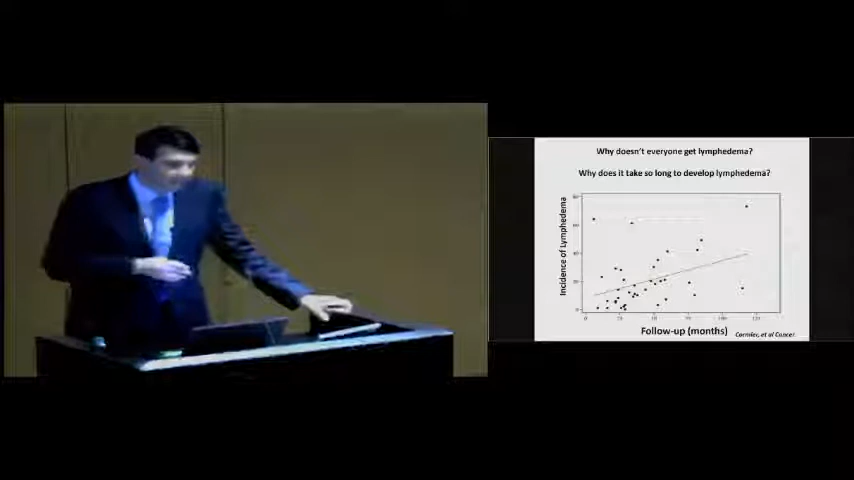 Why doesn't everyone get lymphedema?
Why does it take so long to develop lymphedema?
Incidence of Lymphedema
Follow-up (months)
Cormier, et al Cancer